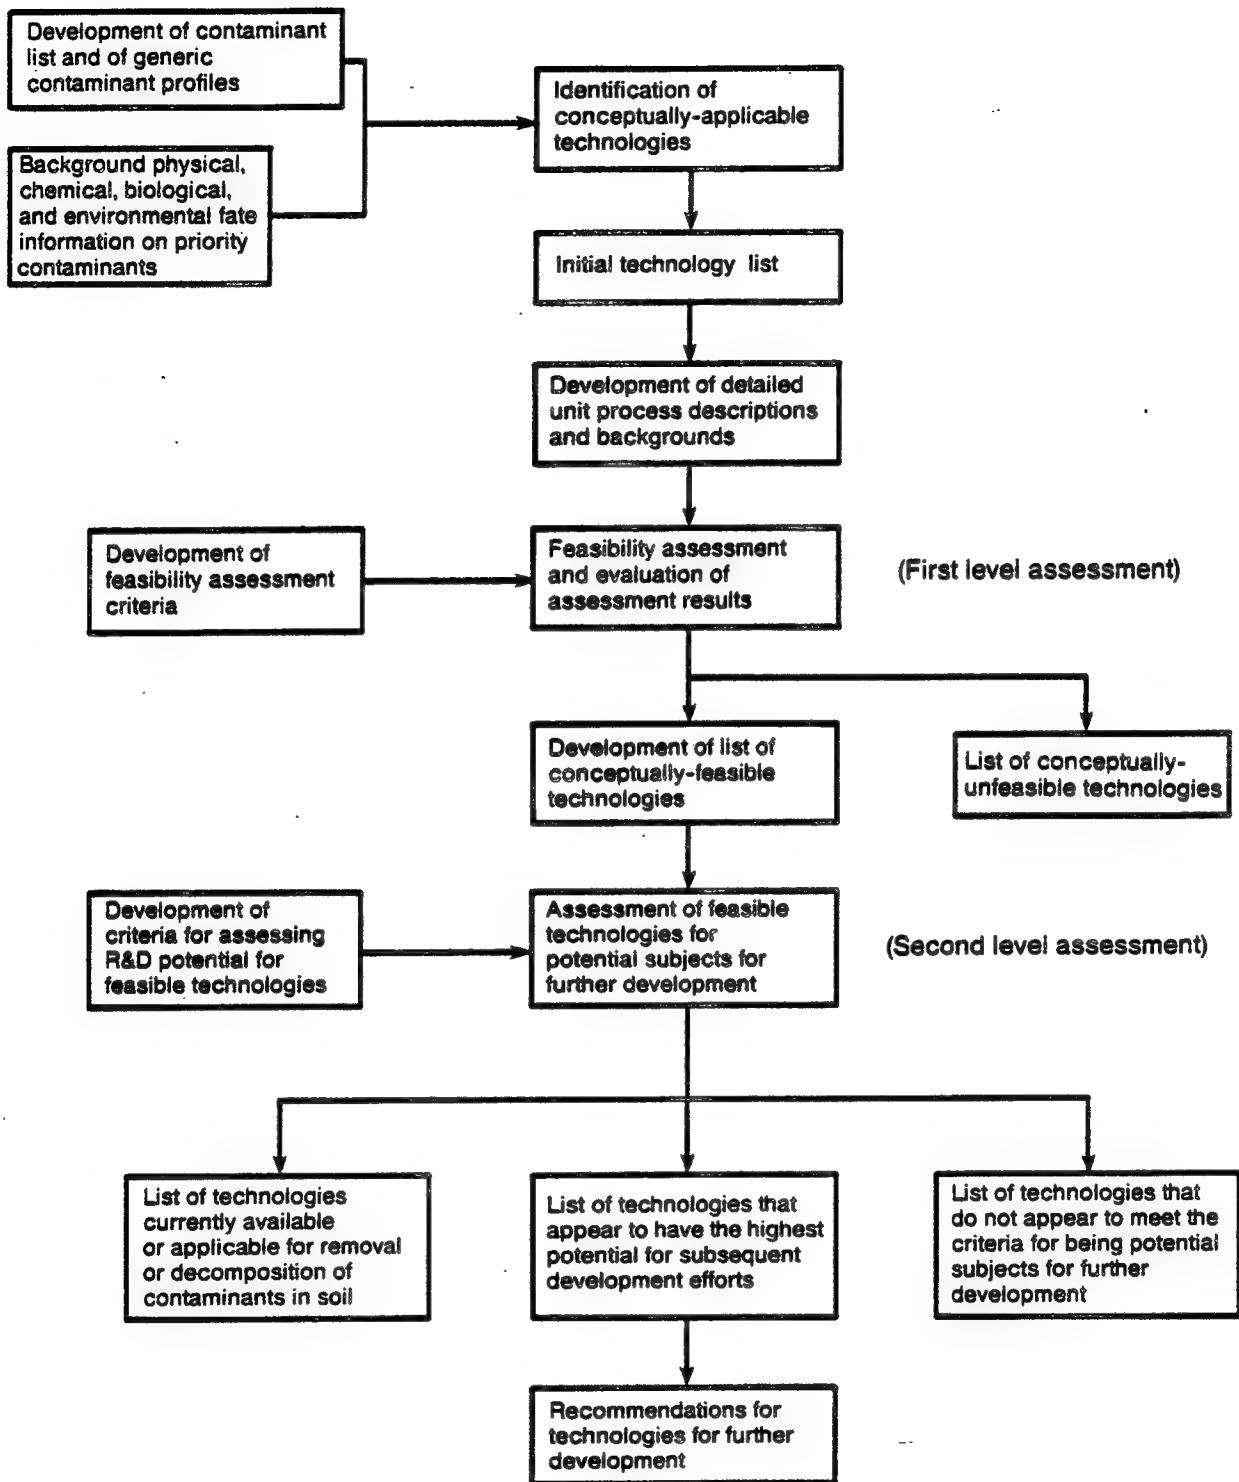 Development of contaminant
list and of generic
contaminant profiles
Identification of
conceptually-applicable
technologies
Background physical,
chemical, biological,
and environmental fate
information on priority
contaminants
Initial technology list
Development of detailed
unit process descriptions
and backgrounds
Development of
feasibility assessment
criteria
Feasibility assessment
and evaluation of
assessment results
(First level assessment)
Development of list of
conceptually-feasible
technologies
List of conceptually-
unfeasible technologies
Development of
criteria for assessing
R&D potential for
feasible technologies
Assessment of feasible
technologies for
potential subjects for
further development
(Second level assessment)
List of technologies
currently available
or applicable for removal
or decomposition of
contaminants in soil
List of technologies that
appear to have the highest
potential for subsequent
development efforts
List of technologies that
do not appear to meet the
criteria for being potential
subjects for further
development
Recommendations for
technologies for further
development